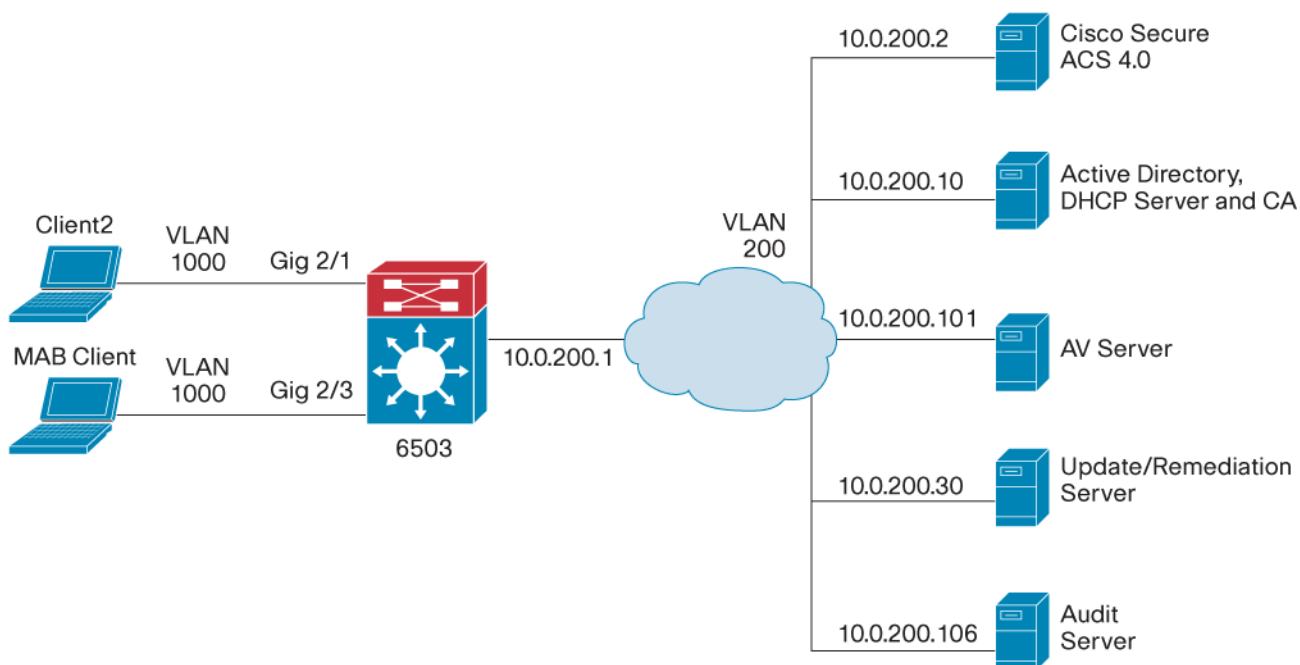 Client2
VLAN
1000
Gig 2/1
MAB Client
VLAN
1000
Gig 2/3
6503
10.0.200.1
VLAN
200
10.0.200.2
Cisco Secure
ACS 4.0
10.0.200.10
Active Directory,
DHCP Server and CA
10.0.200.101
AV Server
10.0.200.30
Update/Remediation
Server
10.0.200.106
Audit
Server